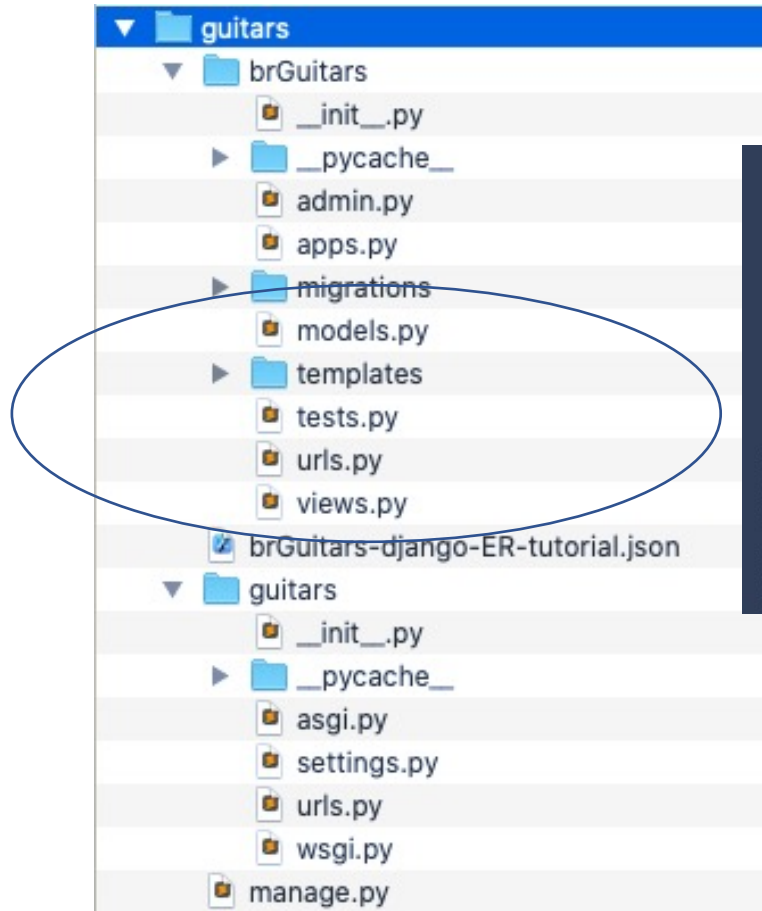 guitars
brGuitars
__init__.py
__pycache__
admin.py
apps.py
migrations
models.py
templates
tests.py
urls.py
views.py
brGuitars-django-ER-tutorial.json
guitars
__init__.py
__pycache__
asgi.py
settings.py
urls.py
wsgi.py
manage.py